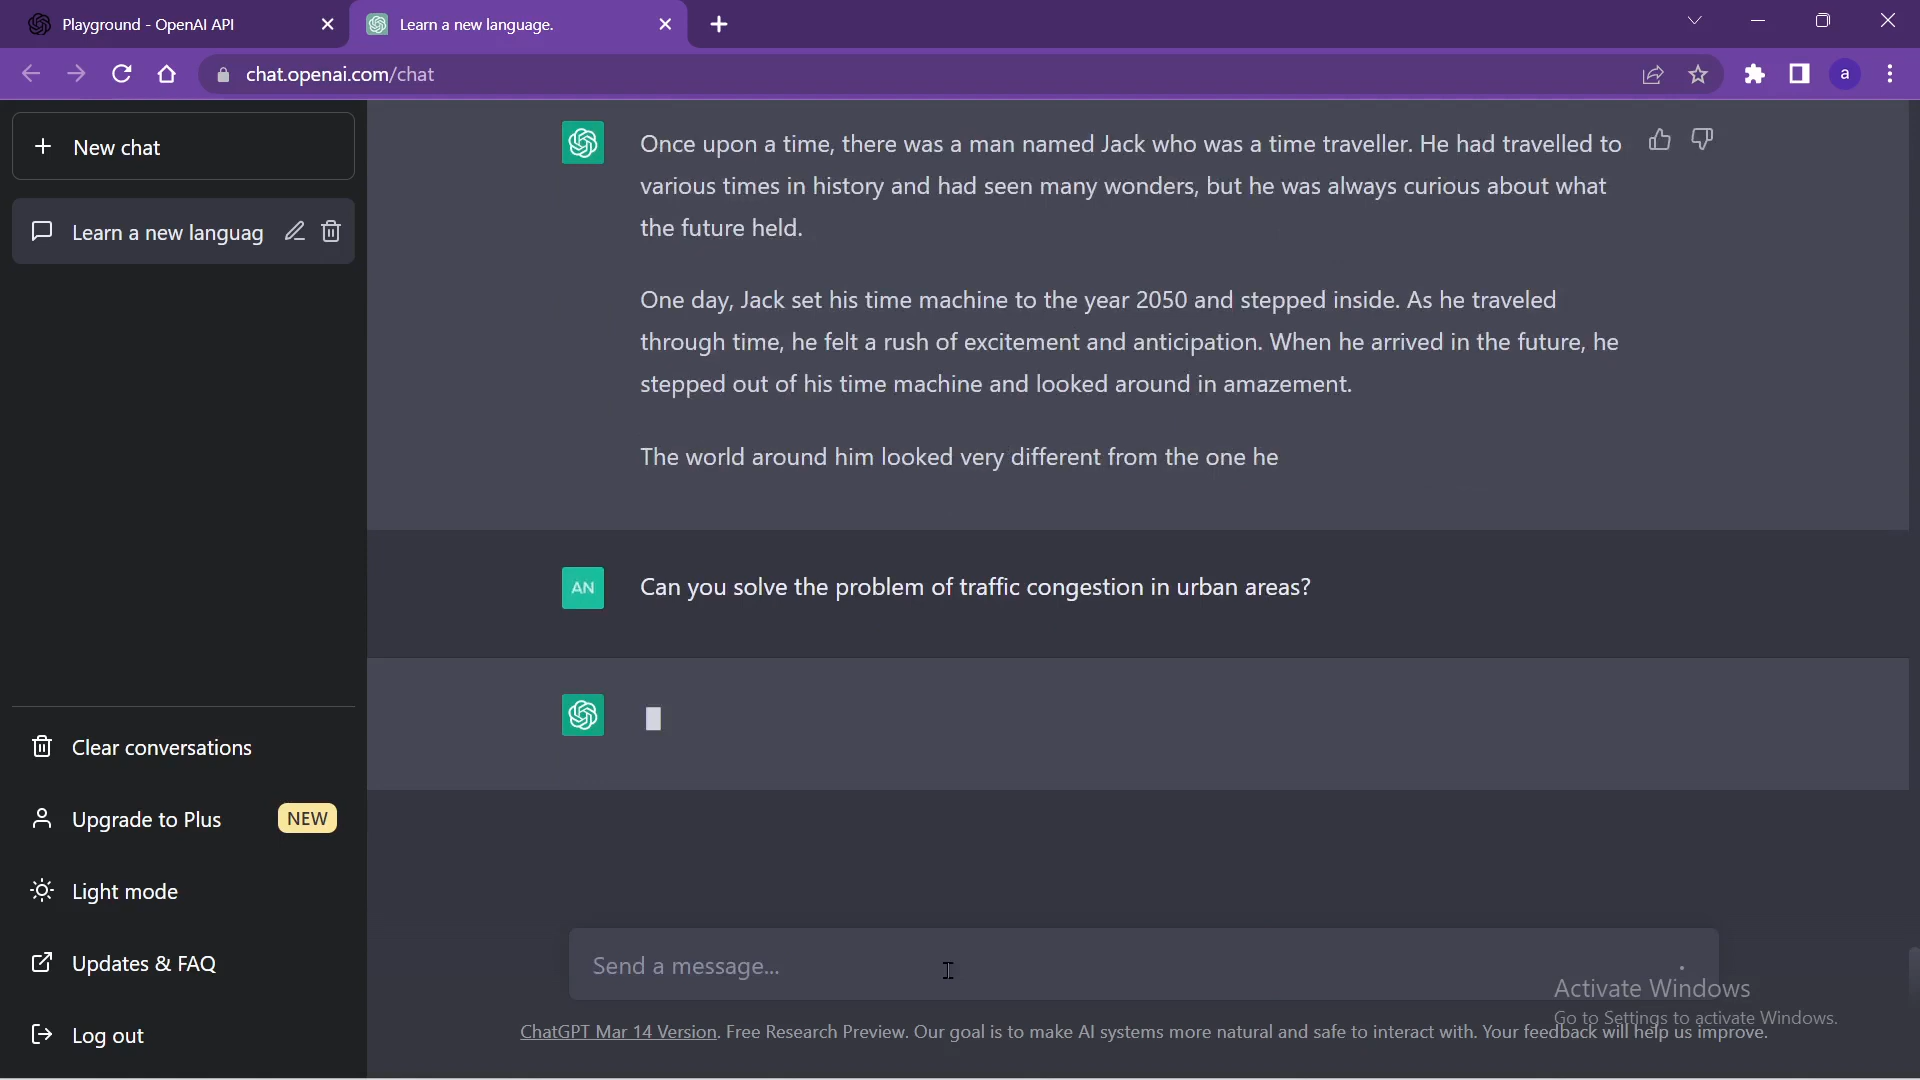 Playground - OpenAI API
Learn a new language.
chat.openai.com/chat
a
New chat
Learn a new languag
Once upon a time, there was a man named Jack who was a time traveller. He had travelled to
various times in history and had seen many wonders, but he was always curious about what
the future held.
One day, Jack set his time machine to the year 2050 and stepped inside. As he traveled
through time, he felt a rush of excitement and anticipation. When he arrived in the future, he
stepped out of his time machine and looked around in amazement.
The world around him looked very different from the one he
AN
Can you solve the problem of traffic congestion in urban areas?
Clear conversations
Upgrade to Plus NEW
Light mode
Updates & FAQ
Log out
Send a message...
Activate Windows
Go to Settings to activate Windows.
ChatGPT Mar 14 Version. Free Research Preview. Our goal is to make AI systems more natural and safe to interact with. Your feedback will help us improve.